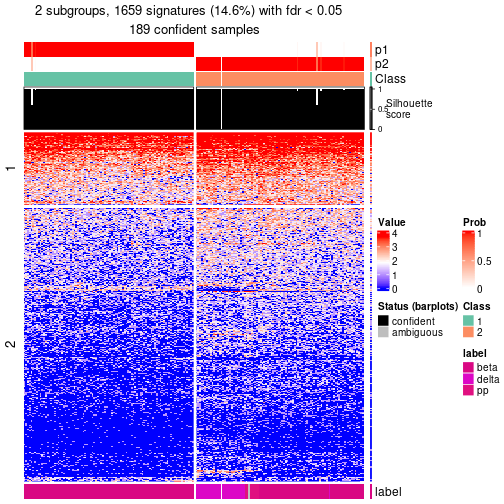 2 subgroups, 1659 signatures (14.6%) with fdr < 0.05
189 confident samples
p1
p2
Class
1
0.5
0
Silhouette
score
1
2
label
Value
4
3
2
1
0
Prob
1
0.5
0
Status (barplots)
confident
ambiguous
Class
1
2
label
beta
delta
pp